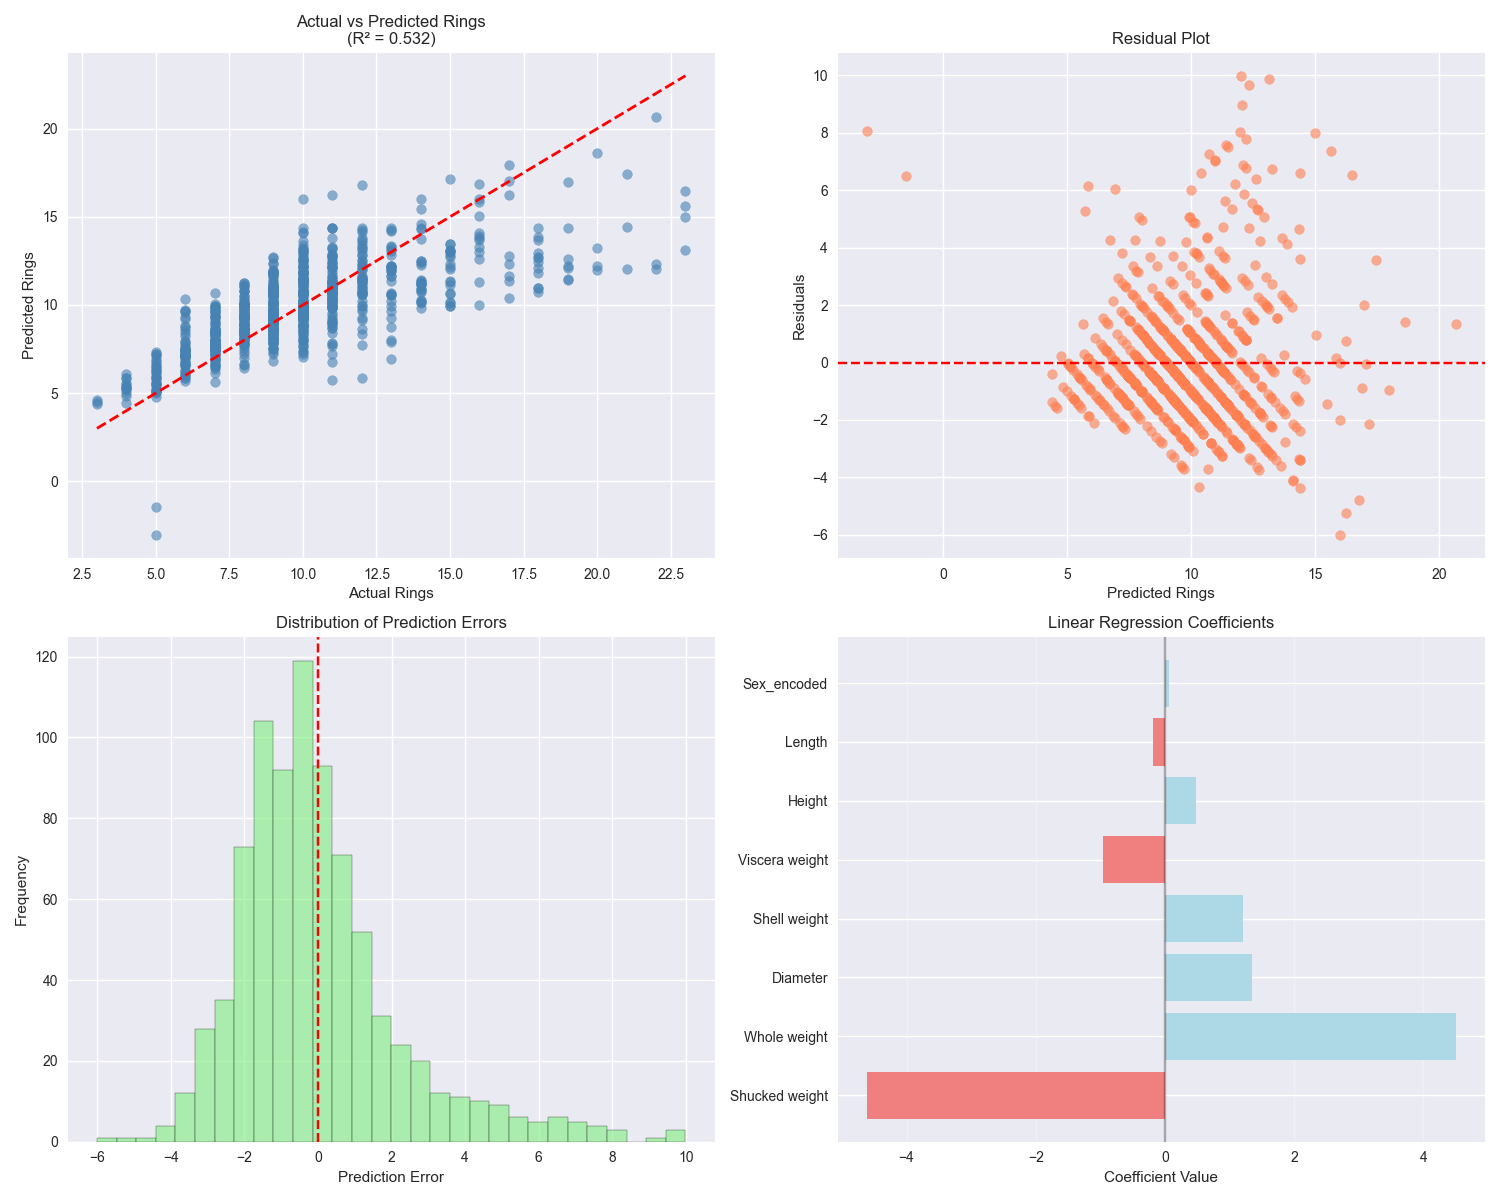 Actual vs Predicted Rings
(R² = 0.532)
Predicted Rings
20
15
10
5
0
2.5 5.0 7.5 10.0 12.5 15.0 17.5 20.0 22.5
Actual Rings
Residual Plot
Residuals
10
8
6
4
2
0
−2
−4
−6
0 5 10 15 20
Predicted Rings
Distribution of Prediction Errors
Frequency
120
100
80
60
40
20
0
−6 −4 −2 0 2 4 6 8 10
Prediction Error
Linear Regression Coefficients
Sex_encoded
Length
Height
Viscera weight
Shell weight
Diameter
Whole weight
Shucked weight
−4 −2 0 2 4
Coefficient Value